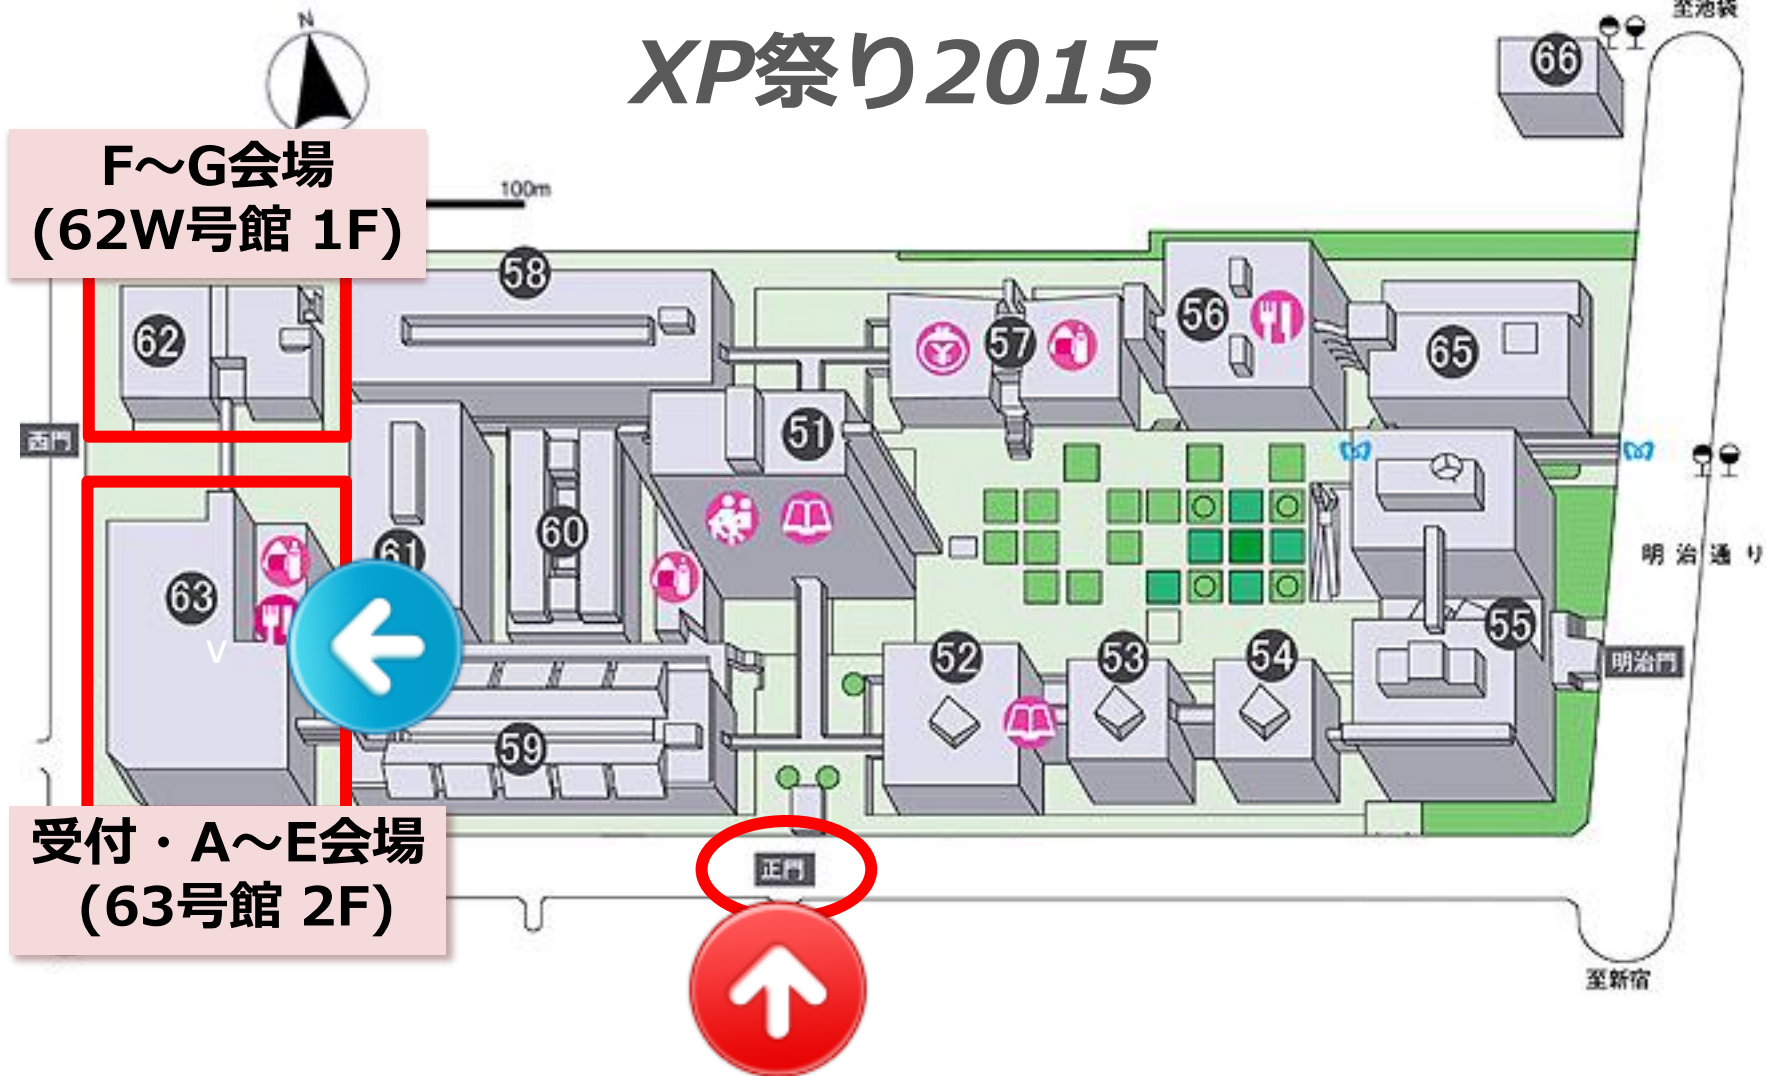 N
XP祭り2015
至池袋
66
F～G会場
(62W号館 1F)
100m
58
62
57
56
65
51
西門
61
60
63
v
明治通り
55
52
53
54
明治門
59
受付・A～E会場
(63号館 2F)
正門
至新宿